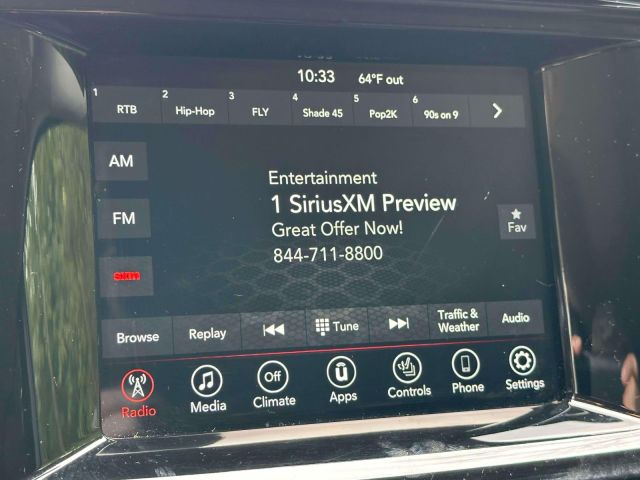 10:33 64°F out
1 RTB 2 Hip-Hop 3 FLY 4 Shade 45 5 Pop2K 6 90s on 9
AM
Entertainment
1 SiriusXM Preview
FM
Great Offer Now!
Fav
844-711-8800
SXM
Browse Replay Tune Traffic & Weather Audio
Radio Media Off Climate Apps Controls Phone Settings